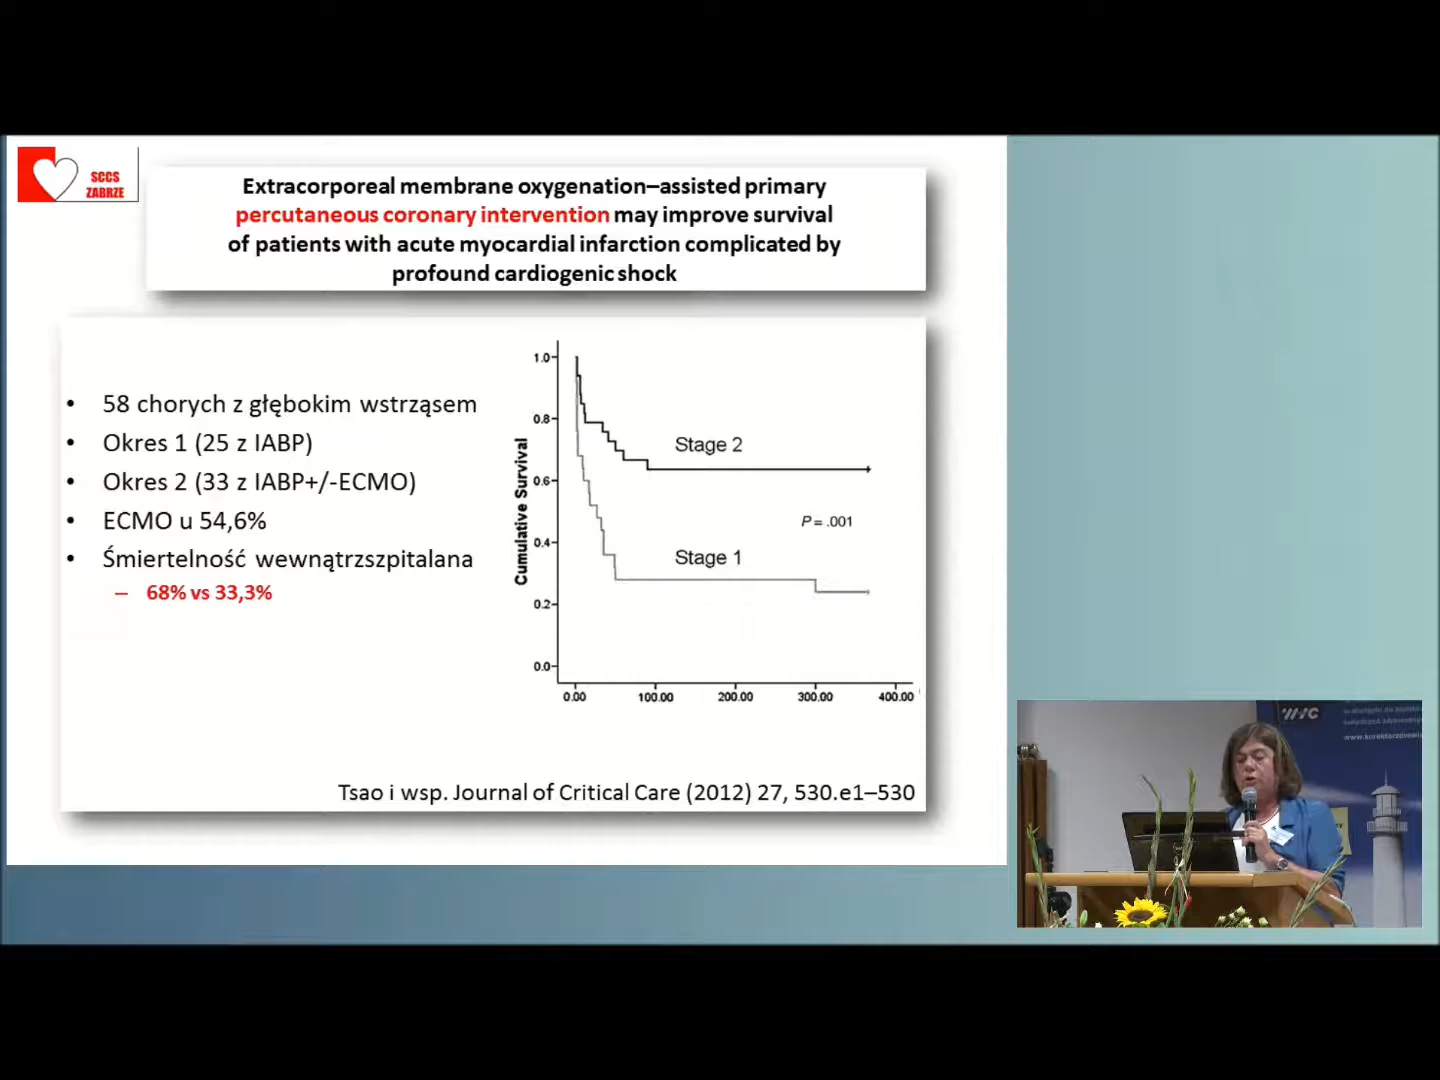 SCCS
ZABRZE
Extracorporeal membrane oxygenation–assisted primary
percutaneous coronary intervention may improve survival
of patients with acute myocardial infarction complicated by
profound cardiogenic shock
• 58 chorych z głębokim wstrząsem
• Okres 1 (25 z IABP)
• Okres 2 (33 z IABP+/-ECMO)
• ECMO u 54,6%
• Śmiertelność wewnątrzszpitalana
– 68% vs 33,3%
Cumulative Survival
1.0
0.8
0.6
0.4
0.2
0.0
Stage 2
P = .001
Stage 1
0.00 100.00 200.00 300.00 400.00
Tsao i wsp. Journal of Critical Care (2012) 27, 530.e1–530